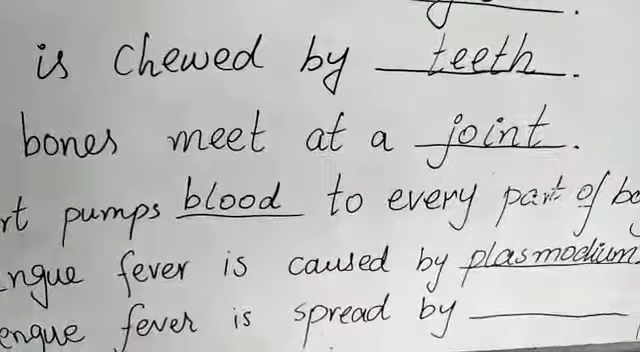 is chewed by teeth.
bones meet at a joint.
rt pumps blood to every part of bo
ngue fever is caused by plasmodium.
engue fever is spread by